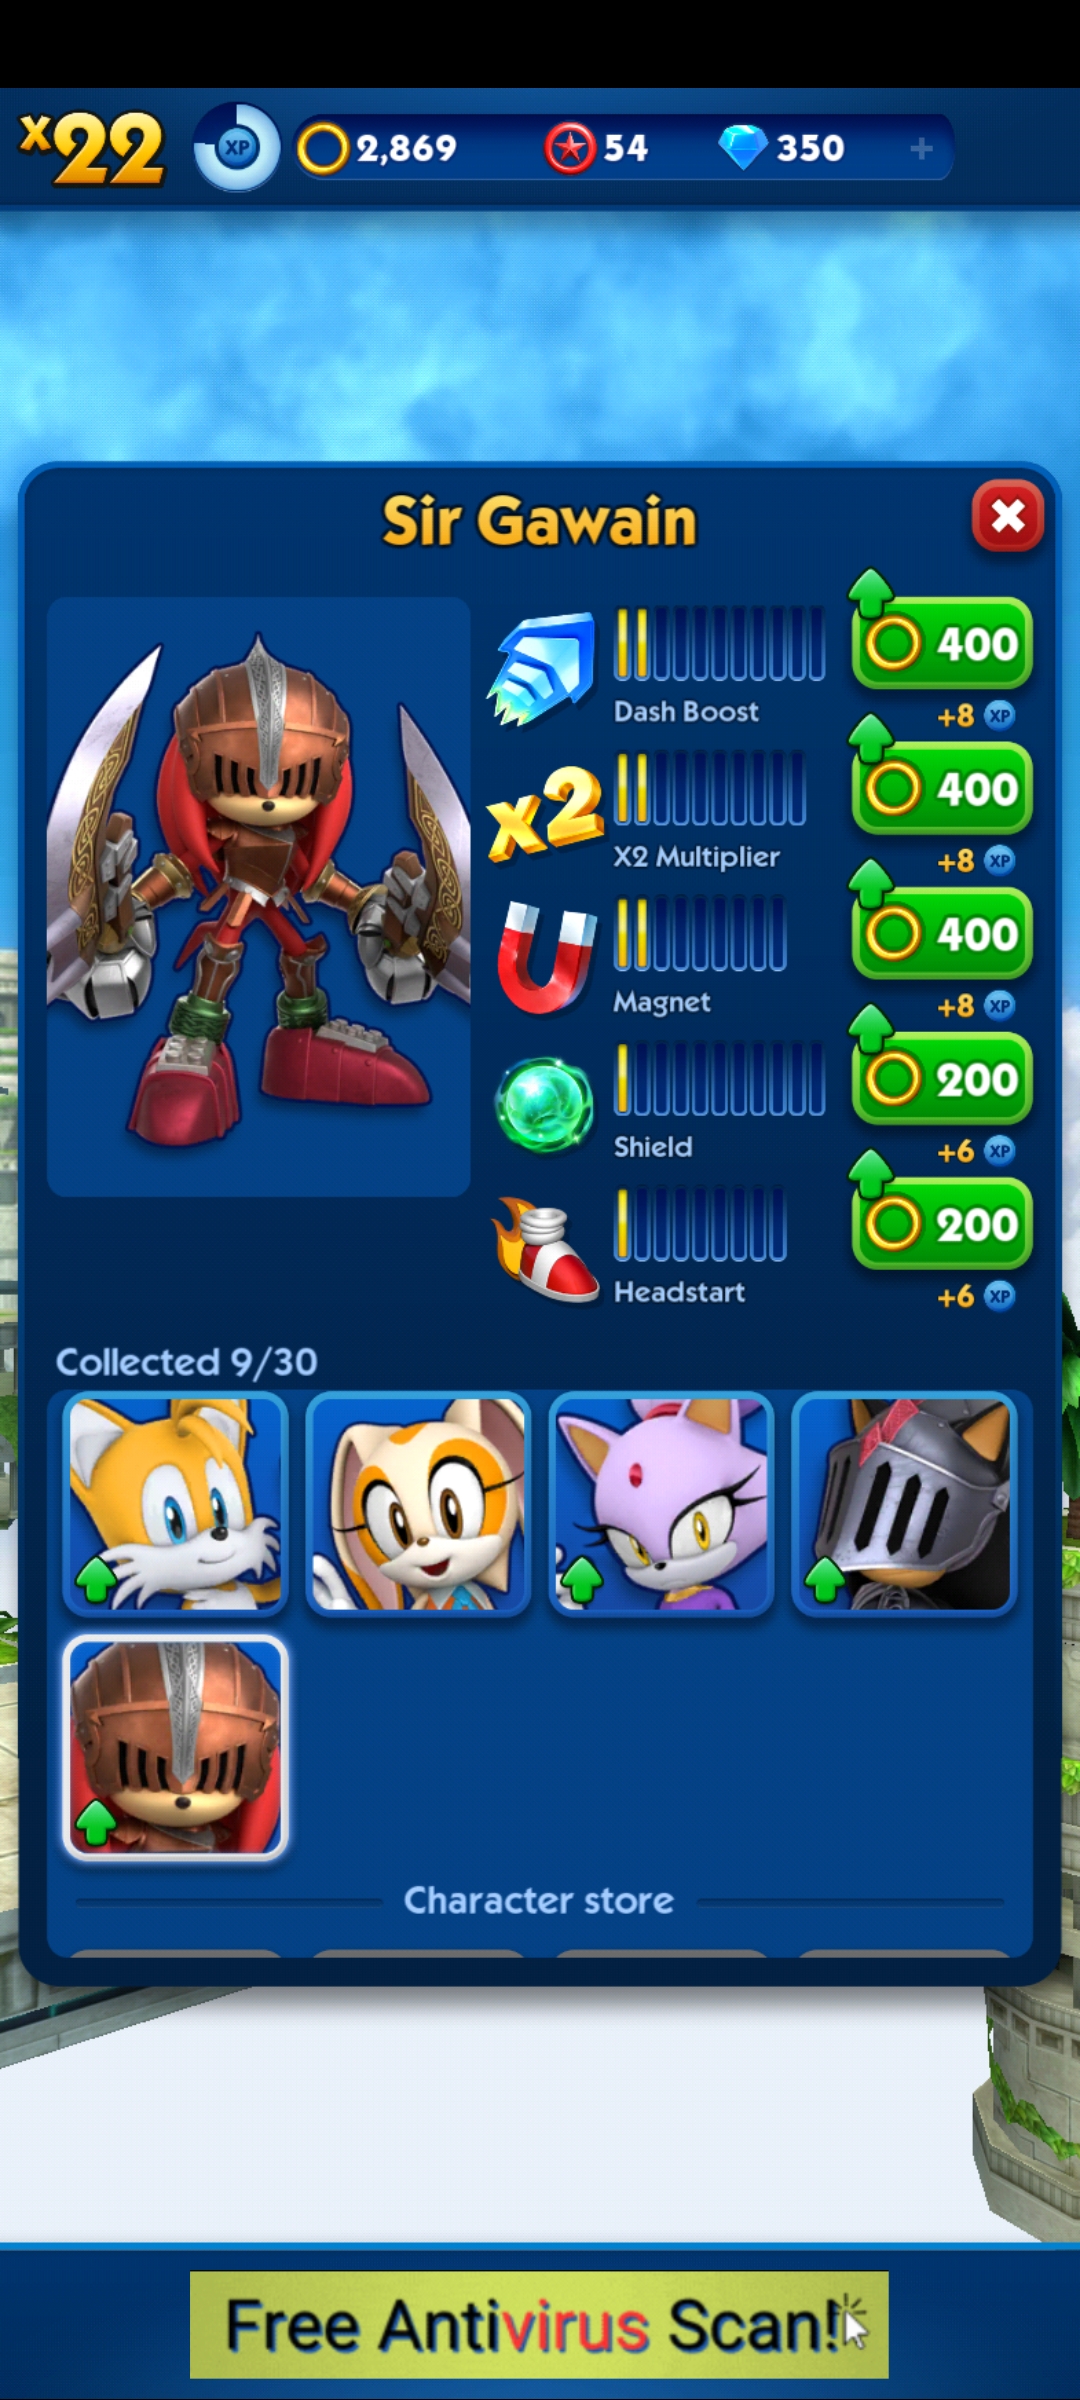 x22 XP 2,869 54 350 +
Sir Gawain
400
Dash Boost
+8 XP
x2
400
X2 Multiplier
+8 XP
400
Magnet
+8 XP
200
Shield
+6 XP
200
Headstart
+6 XP
Collected 9/30
Character store
Free Antivirus Scan!